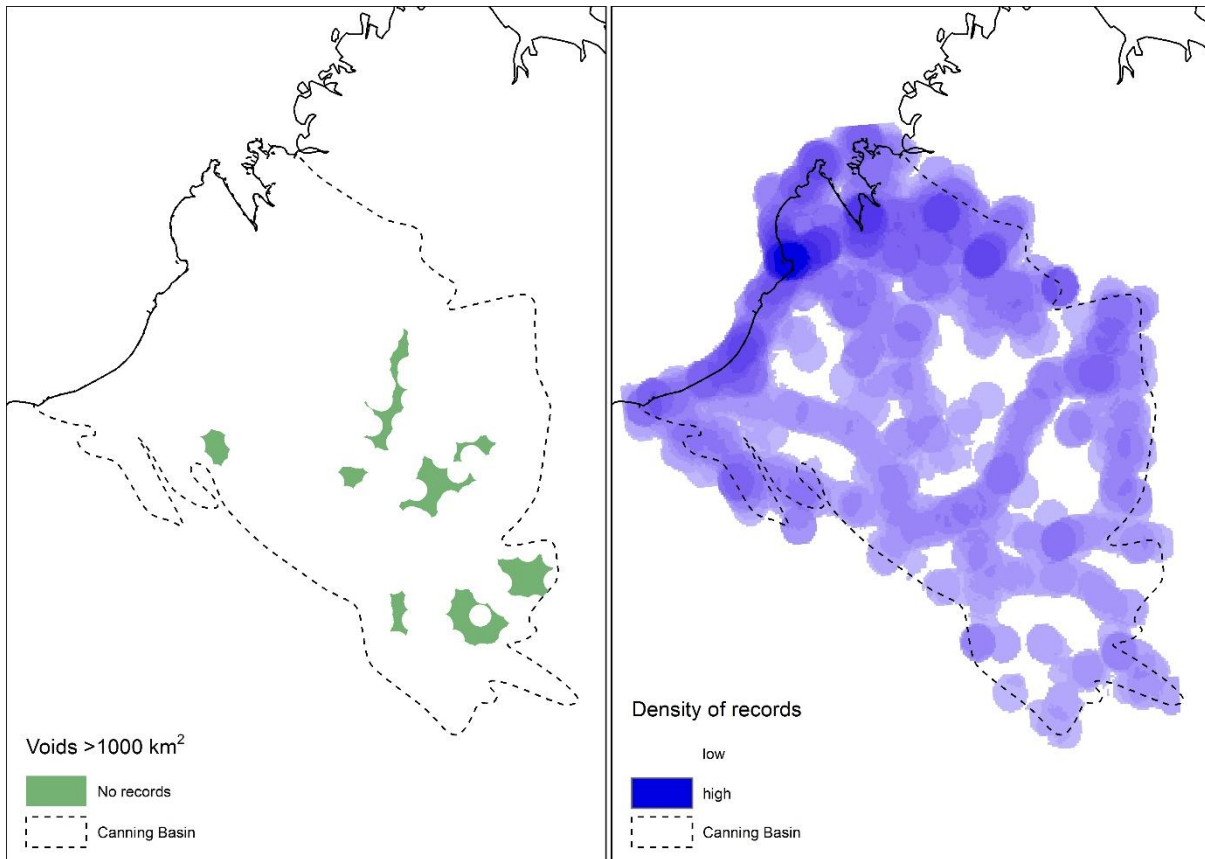 Voids >1000 km²
No records
Canning Basin
Density of records
low
high
Canning Basin